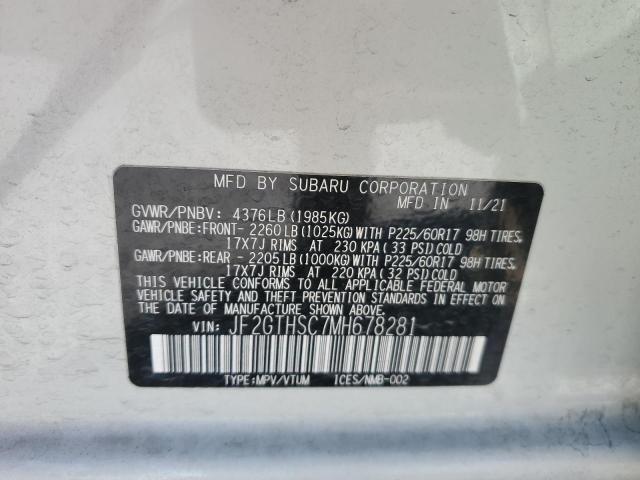 MFD BY SUBARU CORPORATION
MFD IN 11/21
GVWR/PNBV: 4376LB(1985KG)
GAWR/PNBE:FRONT- 2260LB(1025KG)WITH P225/60R17 98H TIRES,
17X7J RIMS AT 230 KPA(33 PSI)COLD
GAWR/PNBE:REAR - 2205LB(1000KG)WITH P225/60R17 98H TIRES,
17X7J RIMS AT 220 KPA(32 PSI)COLD
THIS VEHICLE CONFORMS TO ALL APPLICABLE FEDERAL MOTOR
VEHICLE SAFETY AND THEFT PREVENTION STANDARDS IN EFFECT
ON THE DATE OF MANUFACTURE SHOWN ABOVE.
VIN: JF2GTHSC7MH678281
TYPE:MPV/VTUM ICES/NMB-002